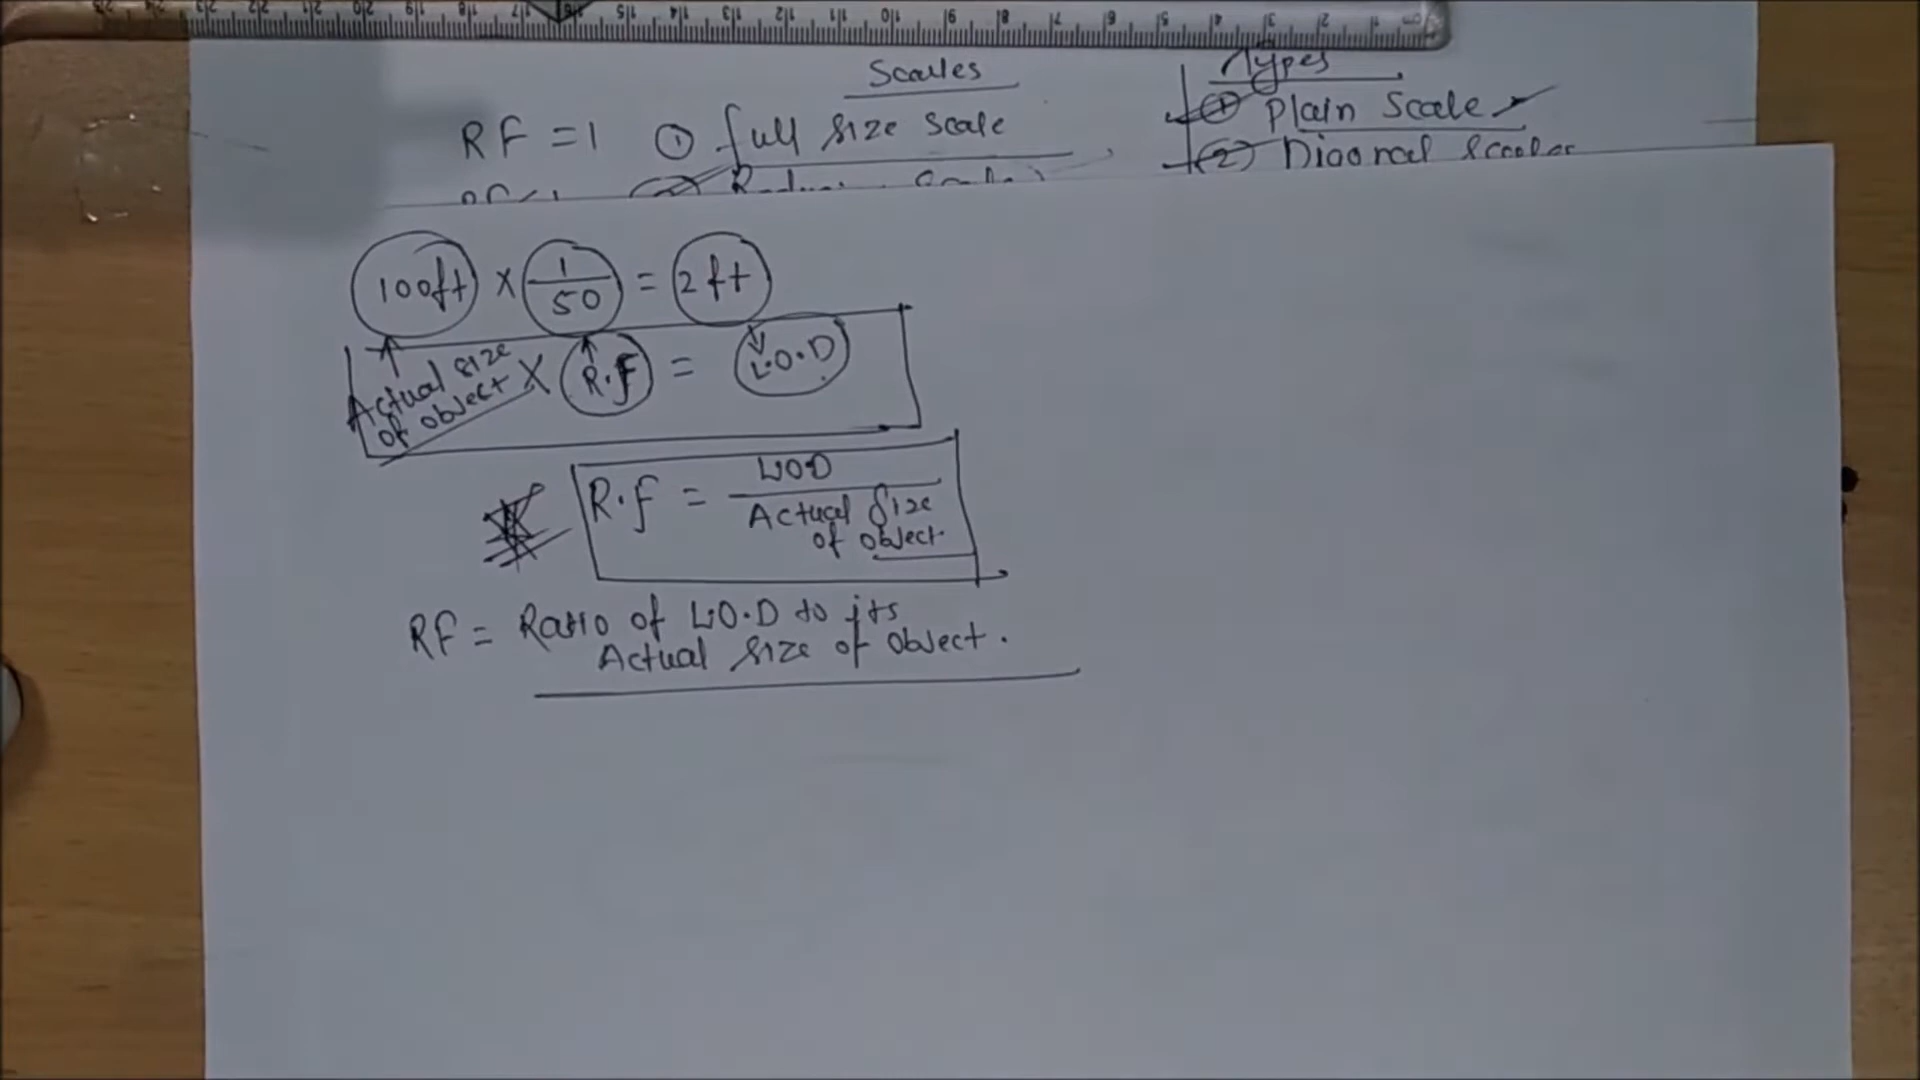 Scales
RF = 1 ① full size scale
Types
① Plain Scale
② Diagonal Scales
100ft × 1/50 = 2ft
Actual size of object × R.F = L.O.D
R.F = LOD / Actual Size of object
RF = Ratio of L.O.D to its
Actual size of object.